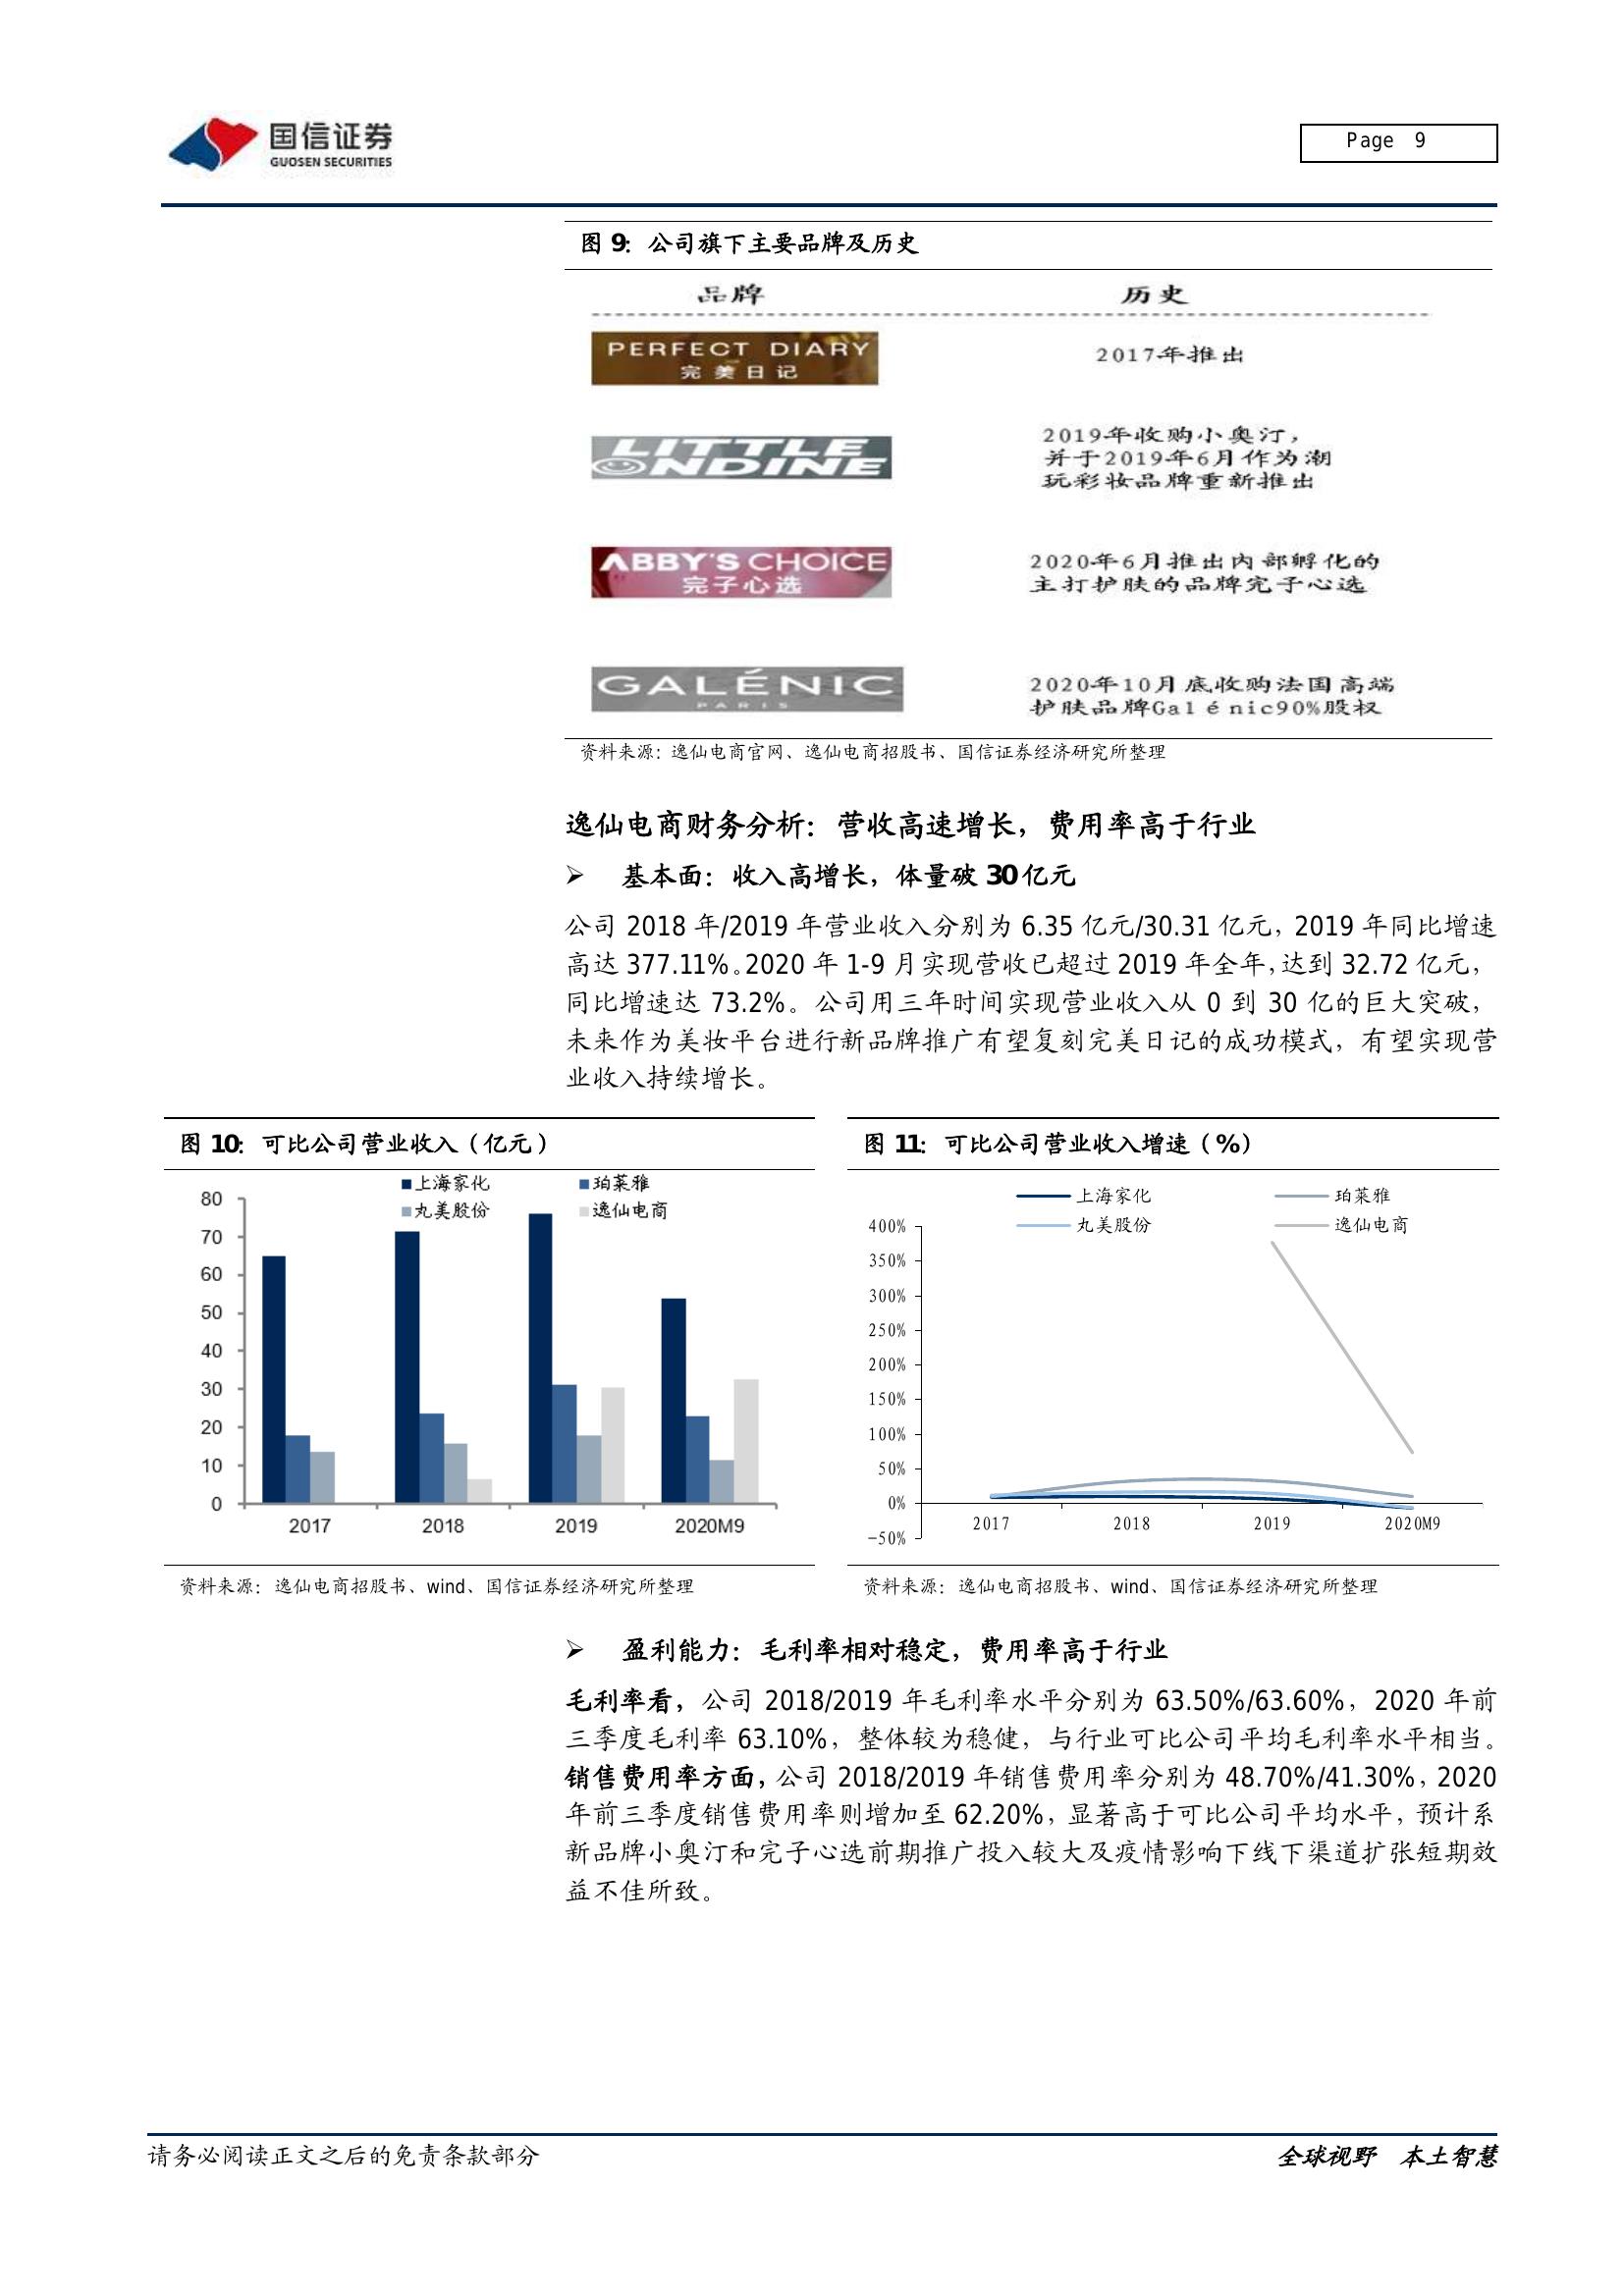 国信证券
GUOSEN SECURITIES
Page 9
图 9：公司旗下主要品牌及历史
品牌 历史
PERFECT DIARY
完美日记
2017年推出
LITTLE
ONDINE
2019年收购小奥汀，
并于2019年6月作为潮
玩彩妆品牌重新推出
ABBY'S CHOICE
完子心选
2020年6月推出内部孵化的
主打护肤的品牌完子心选
GALÉNIC
PARIS
2020年10月底收购法国高端
护肤品牌Galénic90%股权
资料来源：逸仙电商官网、逸仙电商招股书、国信证券经济研究所整理
逸仙电商财务分析：营收高速增长，费用率高于行业
➢ 基本面：收入高增长，体量破 30 亿元
公司 2018 年/2019 年营业收入分别为 6.35 亿元/30.31 亿元，2019 年同比增速
高达 377.11%。2020 年 1-9 月实现营收已超过 2019 年全年，达到 32.72 亿元，
同比增速达 73.2%。公司用三年时间实现营业收入从 0 到 30 亿的巨大突破，
未来作为美妆平台进行新品牌推广有望复刻完美日记的成功模式，有望实现营
业收入持续增长。
图 10：可比公司营业收入（亿元）
上海家化 珀莱雅
丸美股份 逸仙电商
80
70
60
50
40
30
20
10
0
2017 2018 2019 2020M9
资料来源：逸仙电商招股书、wind、国信证券经济研究所整理
图 11：可比公司营业收入增速（%）
上海家化 珀莱雅
丸美股份 逸仙电商
400%
350%
300%
250%
200%
150%
100%
50%
0%
-50%
2017 2018 2019 2020M9
资料来源：逸仙电商招股书、wind、国信证券经济研究所整理
➢ 盈利能力：毛利率相对稳定，费用率高于行业
毛利率看，公司 2018/2019 年毛利率水平分别为 63.50%/63.60%，2020 年前
三季度毛利率 63.10%，整体较为稳健，与行业可比公司平均毛利率水平相当。
销售费用率方面，公司 2018/2019 年销售费用率分别为 48.70%/41.30%，2020
年前三季度销售费用率则增加至 62.20%，显著高于可比公司平均水平，预计系
新品牌小奥汀和完子心选前期推广投入较大及疫情影响下线下渠道扩张短期效
益不佳所致。
请务必阅读正文之后的免责条款部分
全球视野 本土智慧